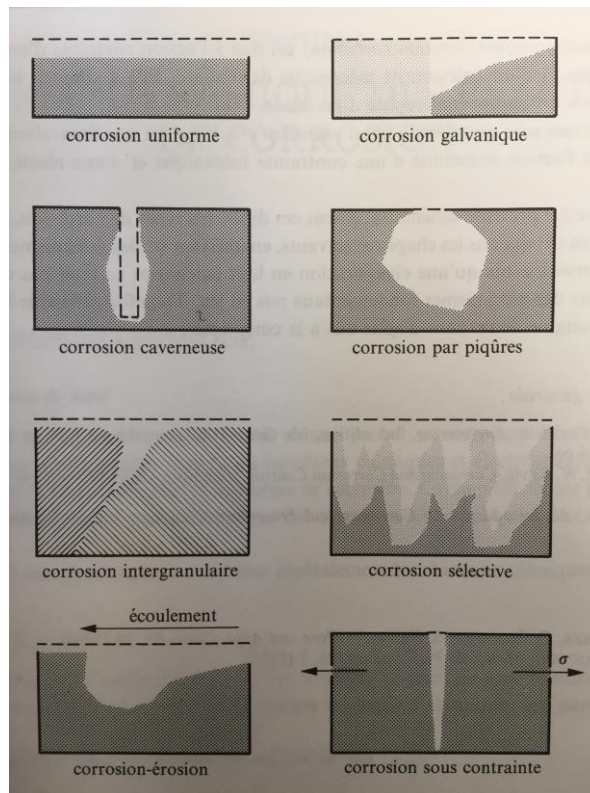 corrosion uniforme
corrosion galvanique
corrosion caverneuse
corrosion par piqûres
corrosion intergranulaire
corrosion sélective
écoulement
σ
corrosion-érosion
corrosion sous contrainte